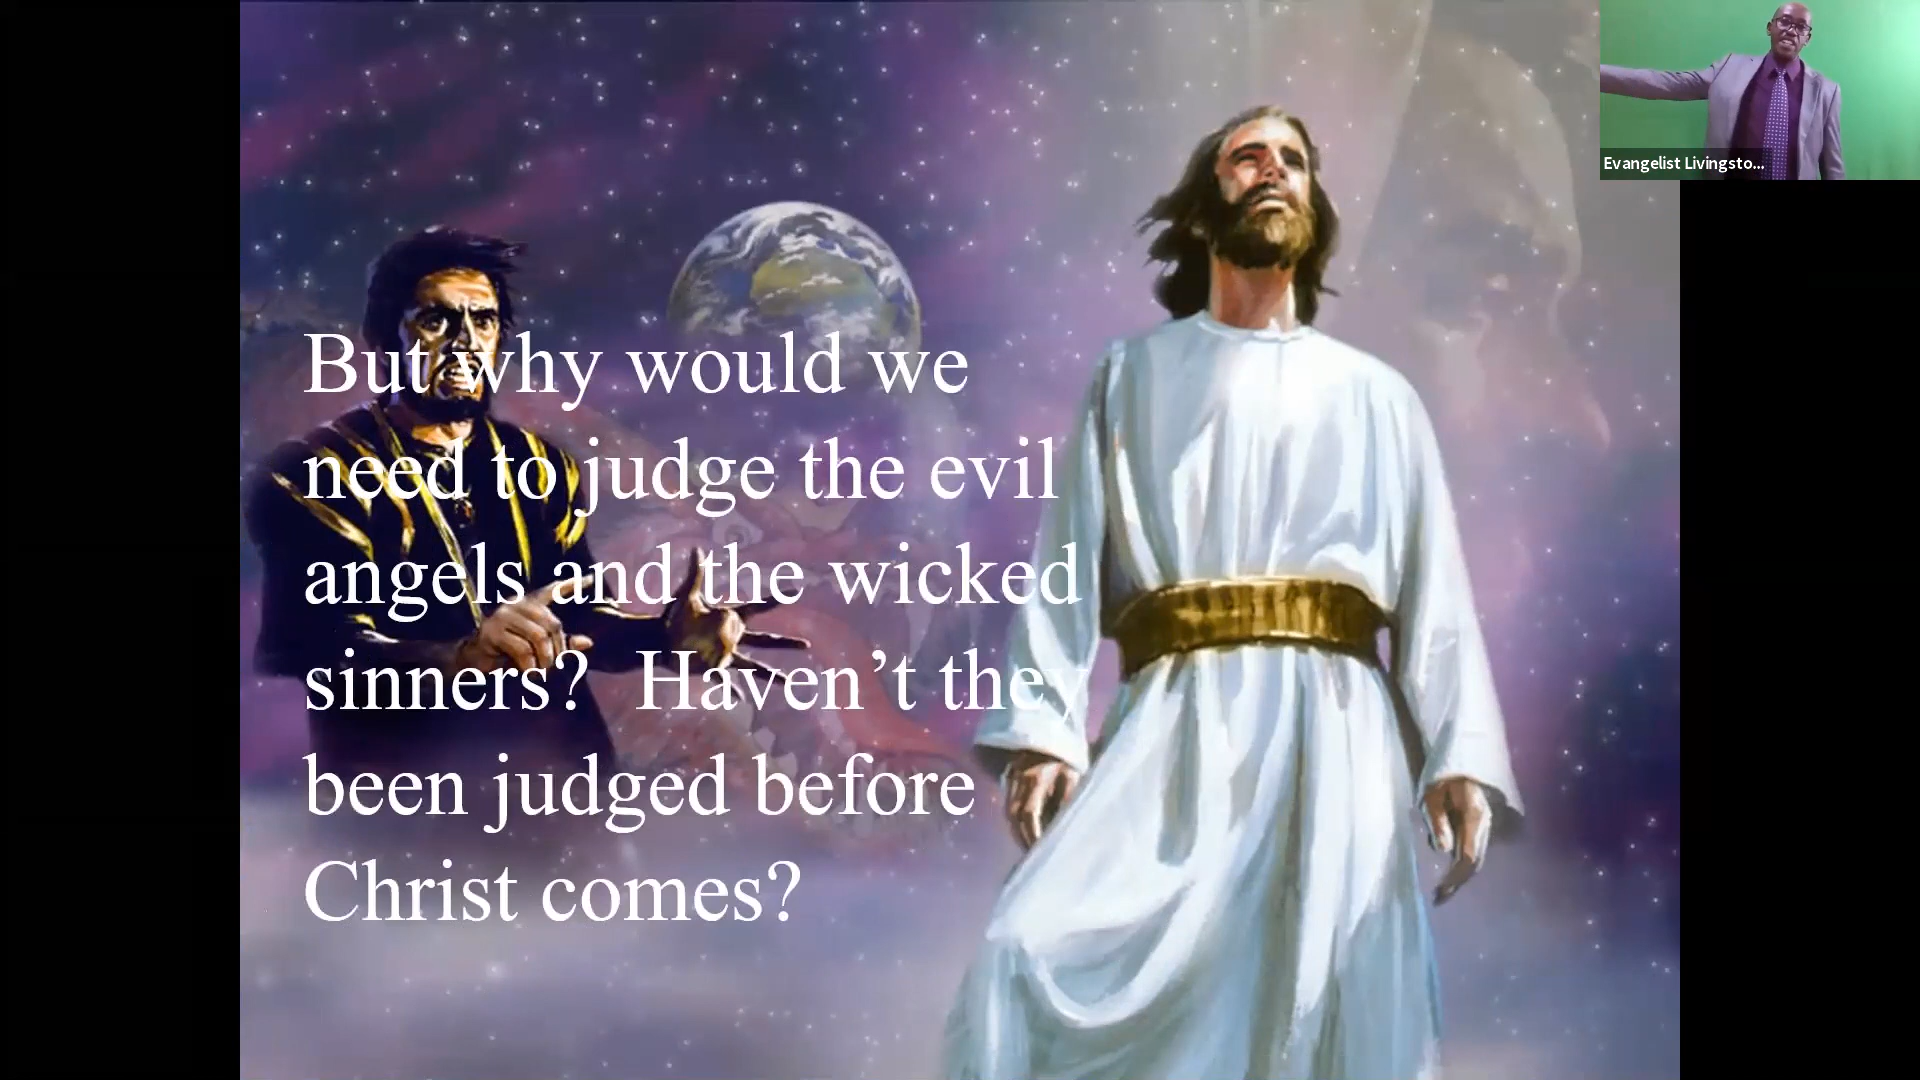 Evangelist Livingsto...
But why would we
need to judge the evil
angels and the wicked
sinners?  Haven’t they
been judged before
Christ comes?